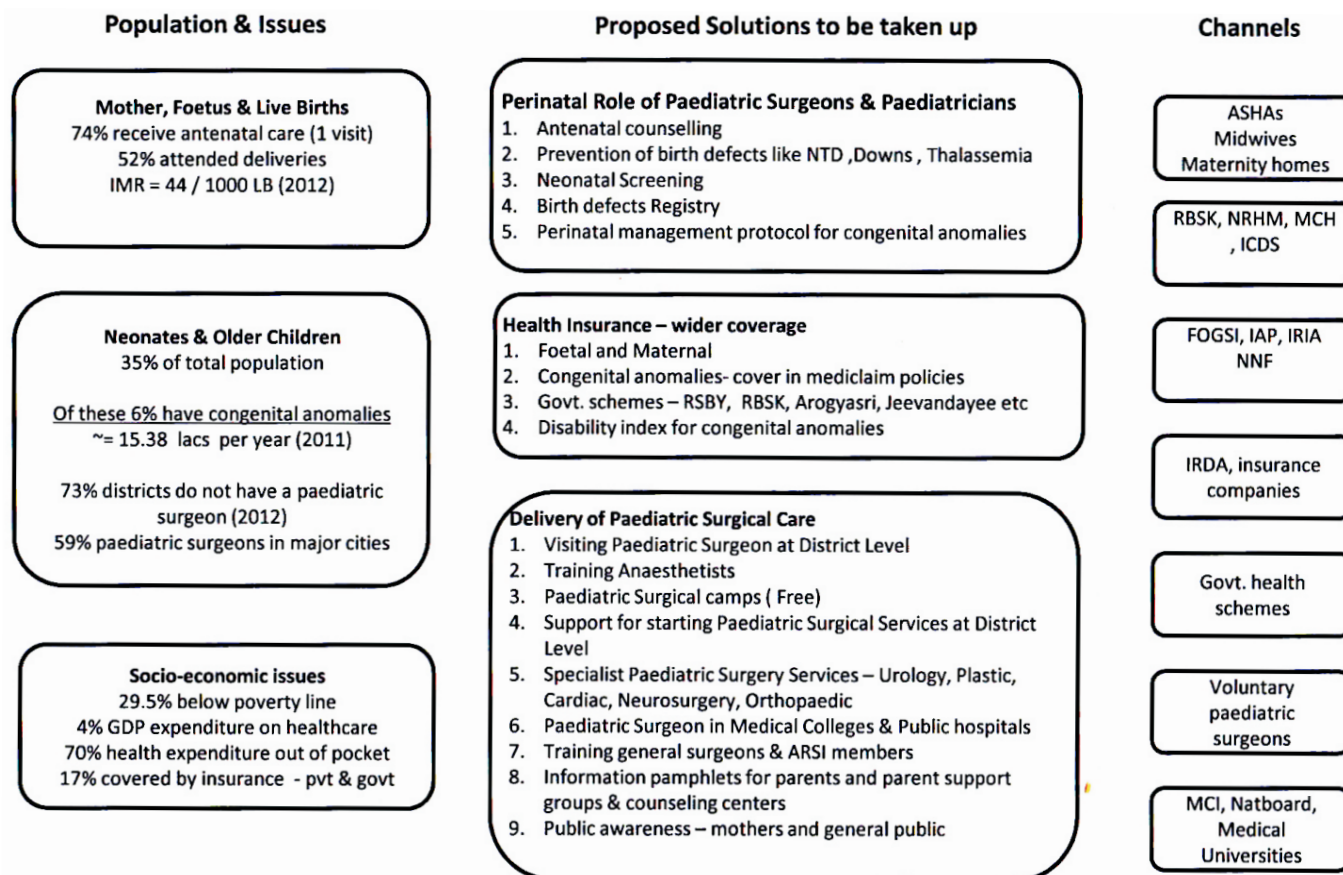 Population & Issues
Mother, Foetus & Live Births
74% receive antenatal care (1 visit)
52% attended deliveries
IMR = 44 / 1000 LB (2012)
Neonates & Older Children
35% of total population
Of these 6% have congenital anomalies
~= 15.38 lacs per year (2011)
73% districts do not have a paediatric
surgeon (2012)
59% paediatric surgeons in major cities
Socio-economic issues
29.5% below poverty line
4% GDP expenditure on healthcare
70% health expenditure out of pocket
17% covered by insurance - pvt & govt
Proposed Solutions to be taken up
Perinatal Role of Paediatric Surgeons & Paediatricians
1. Antenatal counselling
2. Prevention of birth defects like NTD ,Downs , Thalassemia
3. Neonatal Screening
4. Birth defects Registry
5. Perinatal management protocol for congenital anomalies
Health Insurance – wider coverage
1. Foetal and Maternal
2. Congenital anomalies- cover in mediclaim policies
3. Govt. schemes – RSBY, RBSK, Arogyasri, Jeevandayee etc
4. Disability index for congenital anomalies
Delivery of Paediatric Surgical Care
1. Visiting Paediatric Surgeon at District Level
2. Training Anaesthetists
3. Paediatric Surgical camps ( Free)
4. Support for starting Paediatric Surgical Services at District
Level
5. Specialist Paediatric Surgery Services – Urology, Plastic,
Cardiac, Neurosurgery, Orthopaedic
6. Paediatric Surgeon in Medical Colleges & Public hospitals
7. Training general surgeons & ARSI members
8. Information pamphlets for parents and parent support
groups & counseling centers
9. Public awareness – mothers and general public
Channels
ASHAs
Midwives
Maternity homes
RBSK, NRHM, MCH
, ICDS
FOGSI, IAP, IRIA
NNF
IRDA, insurance
companies
Govt. health
schemes
Voluntary
paediatric
surgeons
MCI, Natboard,
Medical
Universities